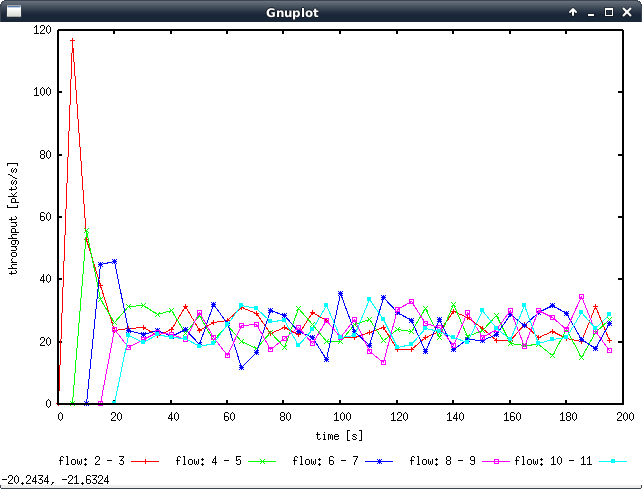 Gnuplot
120
100
80
60
40
20
0
throughput [pkts/s]
0 20 40 60 80 100 120 140 160 180 200
time [s]
flow: 2 - 3 flow: 4 - 5 flow: 6 - 7 flow: 8 - 9 flow: 10 - 11
-20.2434, -21.6324